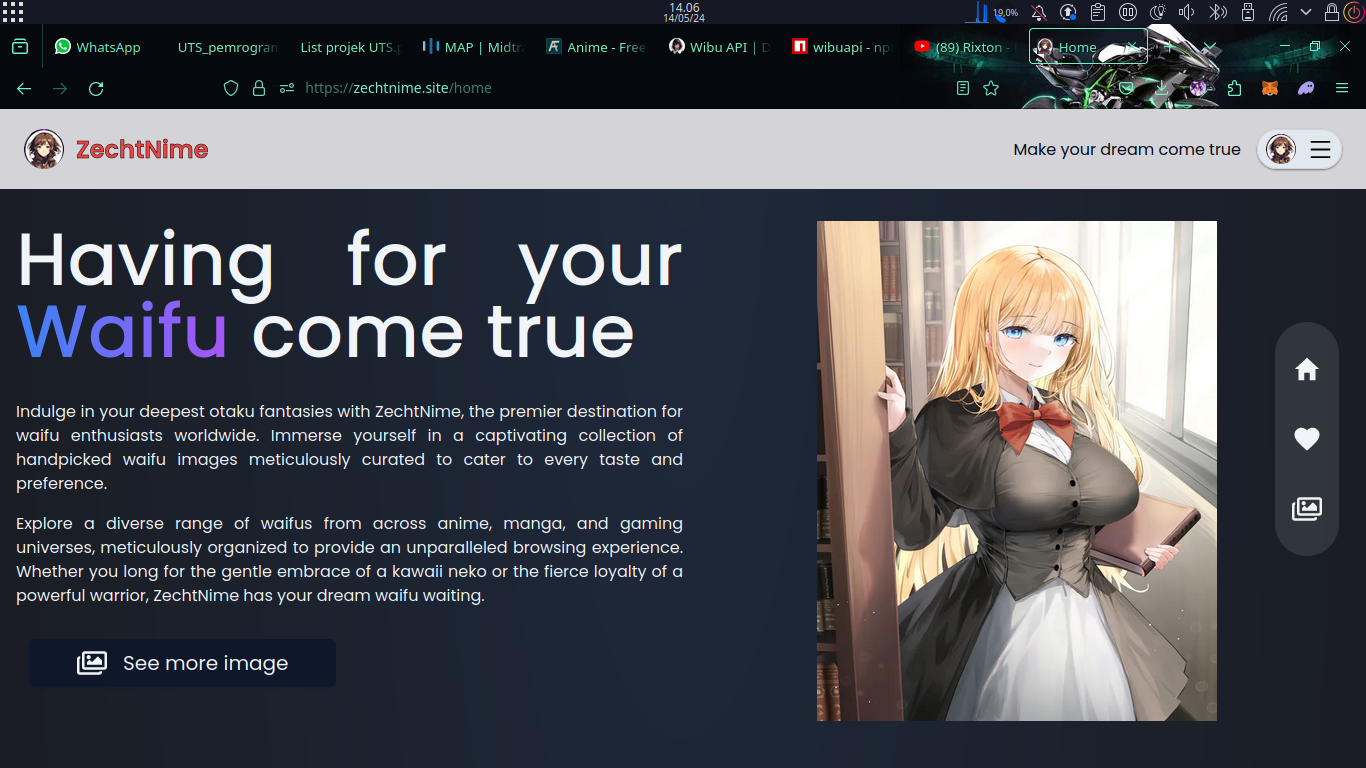 14.06
14/05/24
19,0%
WhatsApp
UTS_pemrogram
List projek UTS.p
MAP | Midtra
Anime - Free
Wibu API | D
wibuapi - np
(89) Rixton -
Home
https://zechtnime.site/home
ZechtNime
Make your dream come true
Having for your
Waifu come true
Indulge in your deepest otaku fantasies with ZechtNime, the premier destination for
waifu enthusiasts worldwide. Immerse yourself in a captivating collection of
handpicked waifu images meticulously curated to cater to every taste and
preference.
Explore a diverse range of waifus from across anime, manga, and gaming
universes, meticulously organized to provide an unparalleled browsing experience.
Whether you long for the gentle embrace of a kawaii neko or the fierce loyalty of a
powerful warrior, ZechtNime has your dream waifu waiting.
See more image